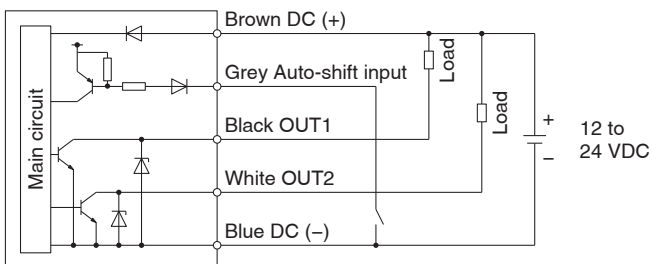 Brown DC (+)
Grey Auto-shift input
Black OUT1
White OUT2
Blue DC (−)
Main circuit
Load
Load
+
−
12 to
24 VDC